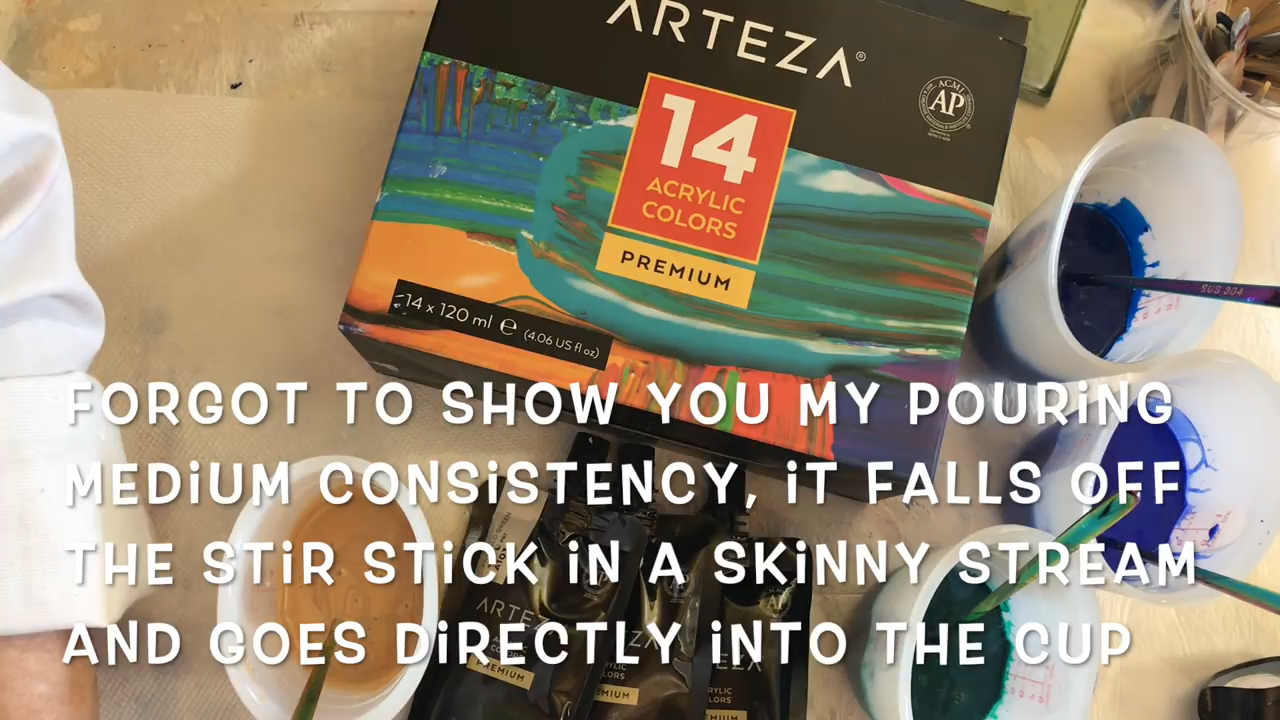 ARTEZA®
ACMI
AP
14
ACRYLIC
COLORS
PREMIUM
14 x 120 ml e (4.06 US fl oz)
SUS 304
FORGOT TO SHOW YOU MY POURING
MEDIUM CONSISTENCY, IT FALLS OFF
THE STIR STICK IN A SKINNY STREAM
AND GOES DIRECTLY INTO THE CUP
ARTEZA
PREMIUM